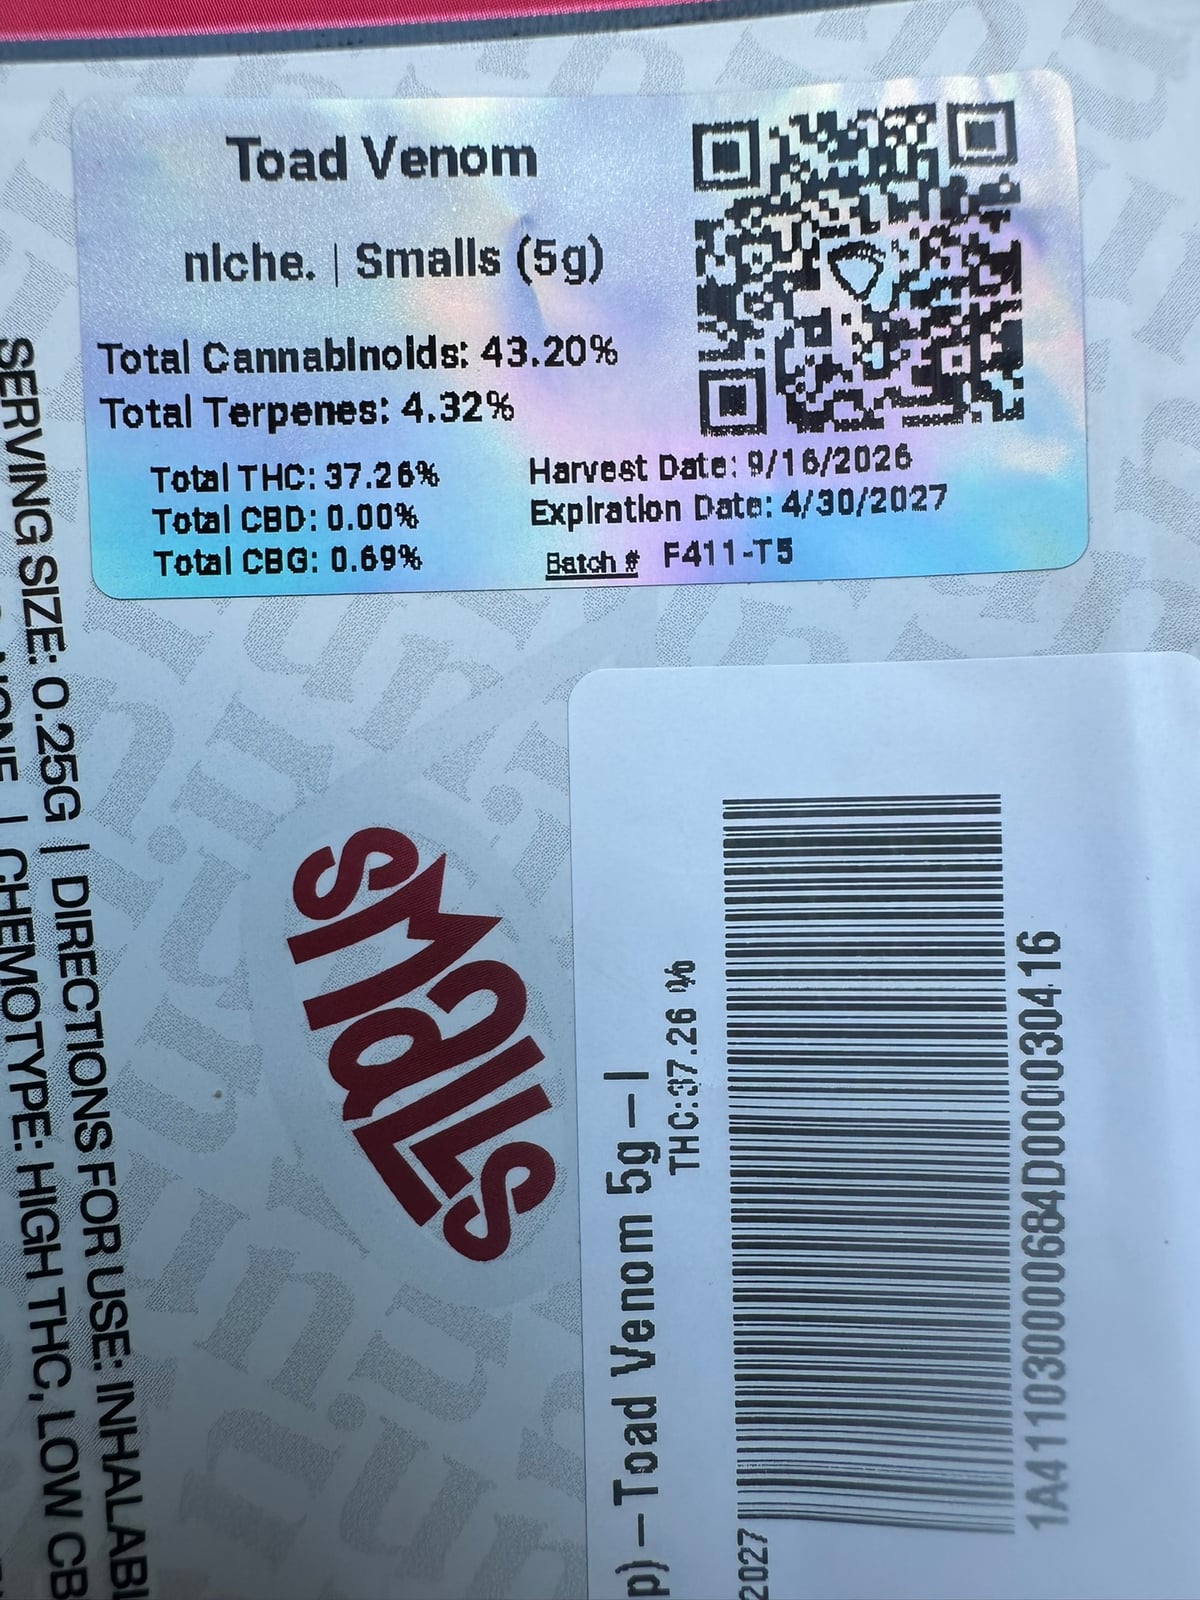 Toad Venom
niche. | Smalls (5g)
Total Cannabinoids: 43.20%
Total Terpenes: 4.32%
Total THC: 37.26%
Total CBD: 0.00%
Total CBG: 0.69%
Harvest Date: 9/16/2026
Expiration Date: 4/30/2027
Batch # F411-T5
SERVING SIZE: 0.25G | DIRECTIONS FOR USE: INHALABL
| CHEMOTYPE: HIGH THC, LOW CB
smalls
p) – Toad Venom 5g – I
THC:37.26 %
2027
1A4110300000684D000030416